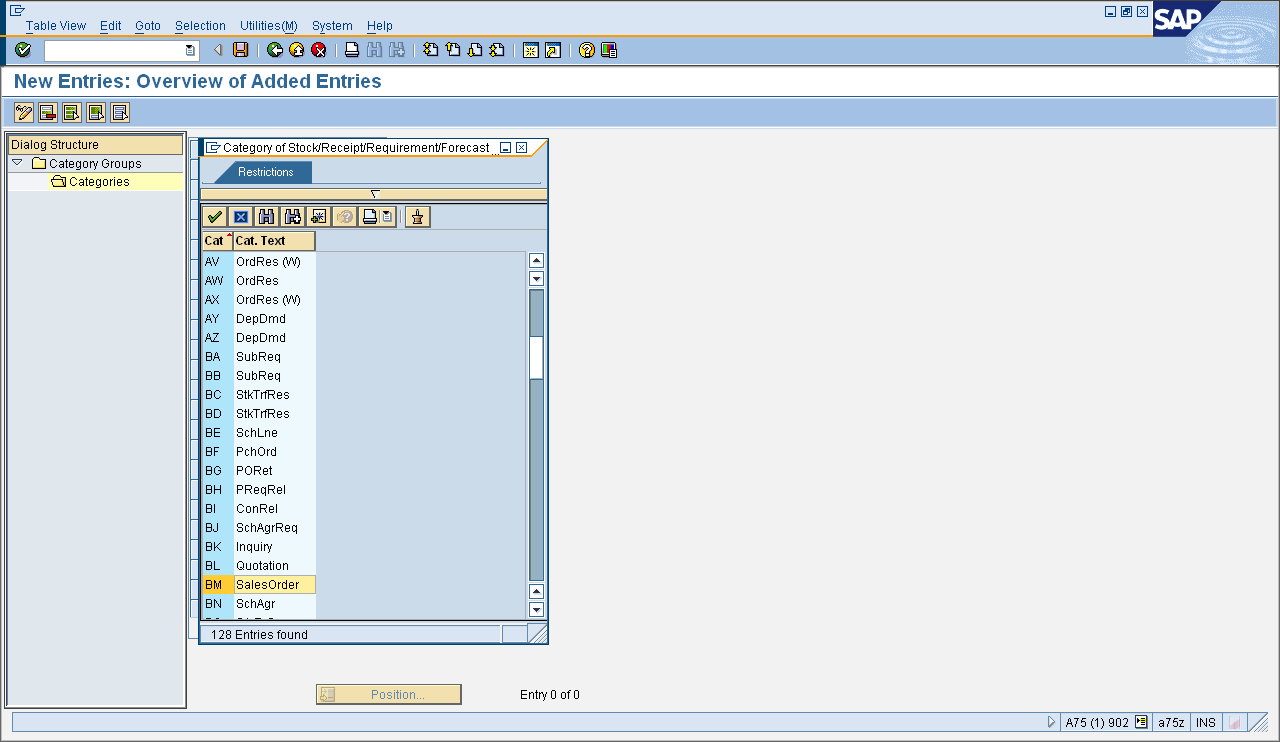 Table View Edit Goto Selection Utilities(M) System Help
SAP
New Entries: Overview of Added Entries
Dialog Structure
Category Groups
Categories
Category of Stock/Receipt/Requirement/Forecast ...
Restrictions
Cat Cat. Text
AV OrdRes (W)
AW OrdRes
AX OrdRes (W)
AY DepDmd
AZ DepDmd
BA SubReq
BB SubReq
BC StkTrfRes
BD StkTrfRes
BE SchLne
BF PchOrd
BG PORet
BH PReqRel
BI ConRel
BJ SchAgrReq
BK Inquiry
BL Quotation
BM SalesOrder
BN SchAgr
128 Entries found
Position... Entry 0 of 0
A75 (1) 902 a75z INS